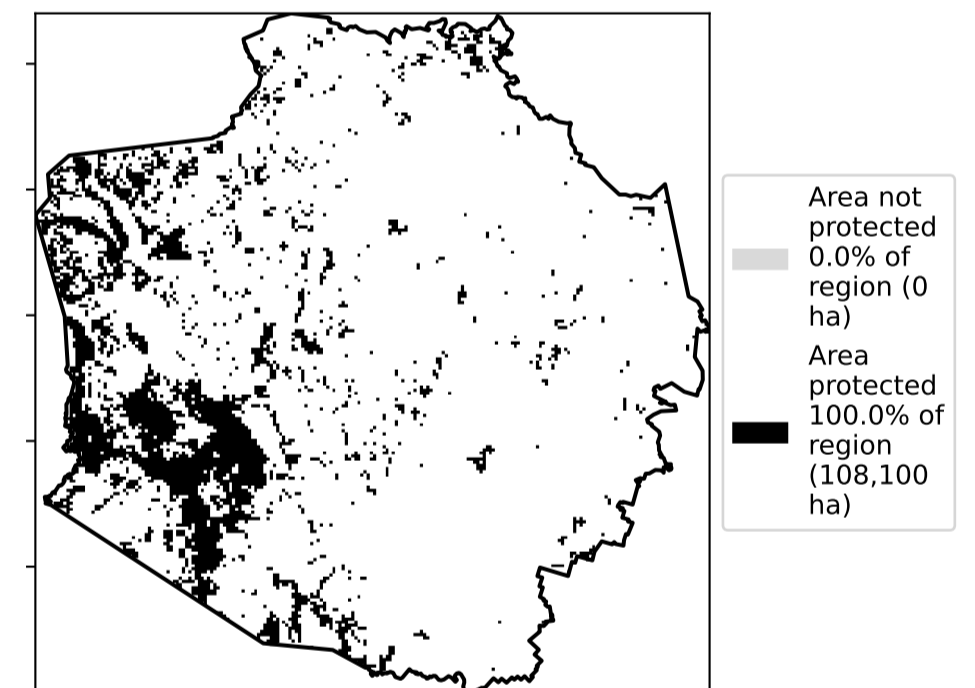 Area not
protected
0.0% of
region (0
ha)
Area
protected
100.0% of
region
(108,100
ha)